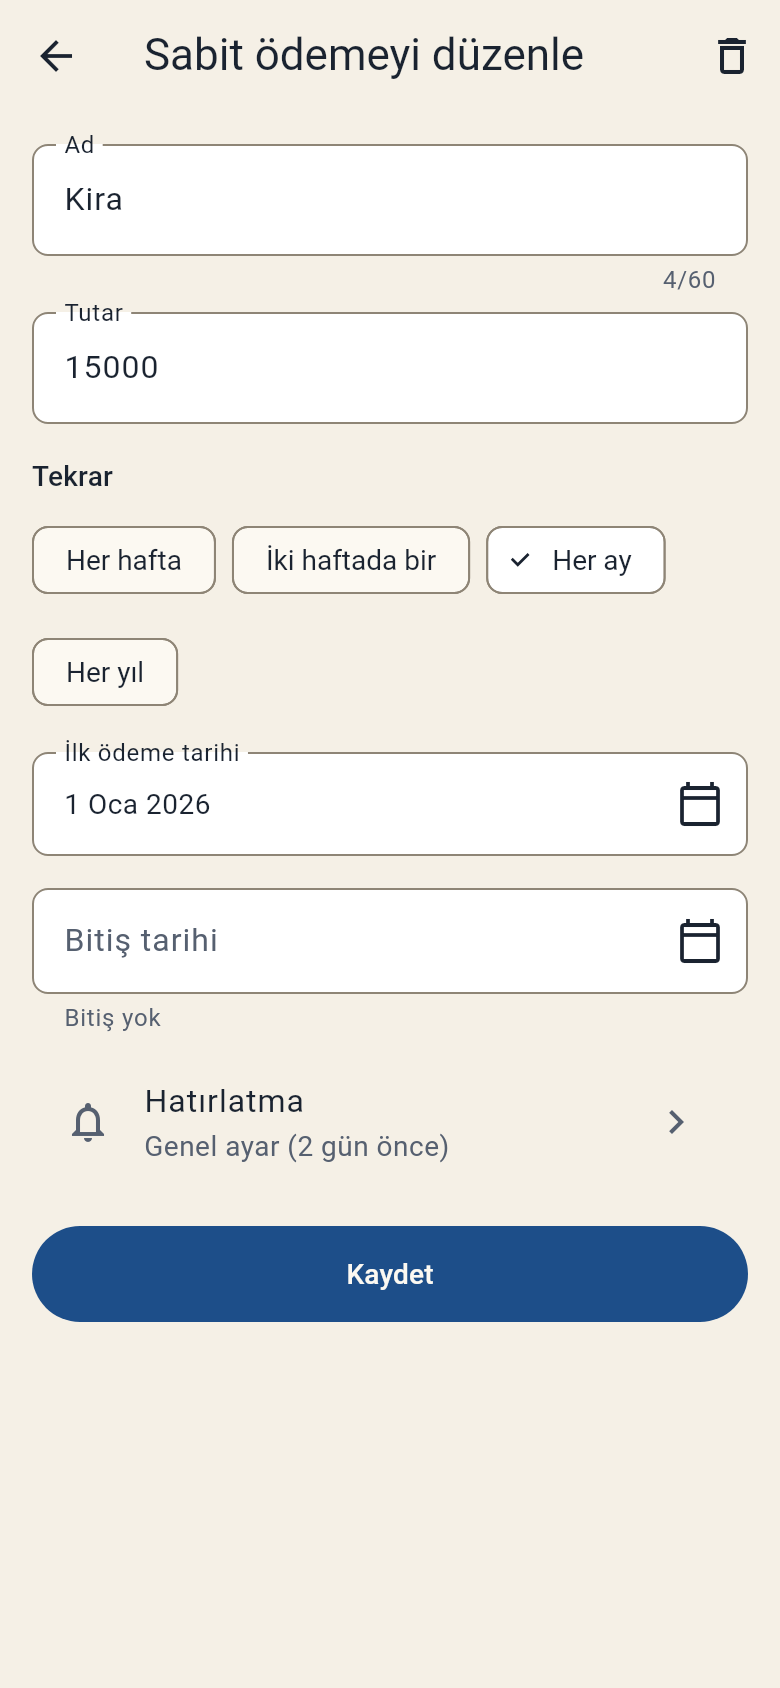 Sabit ödemeyi düzenle
Ad
Kira
4/60
Tutar
15000
Tekrar
Her hafta
İki haftada bir
Her ay
Her yıl
İlk ödeme tarihi
1 Oca 2026
Bitiş tarihi
Bitiş yok
Hatırlatma
Genel ayar (2 gün önce)
Kaydet